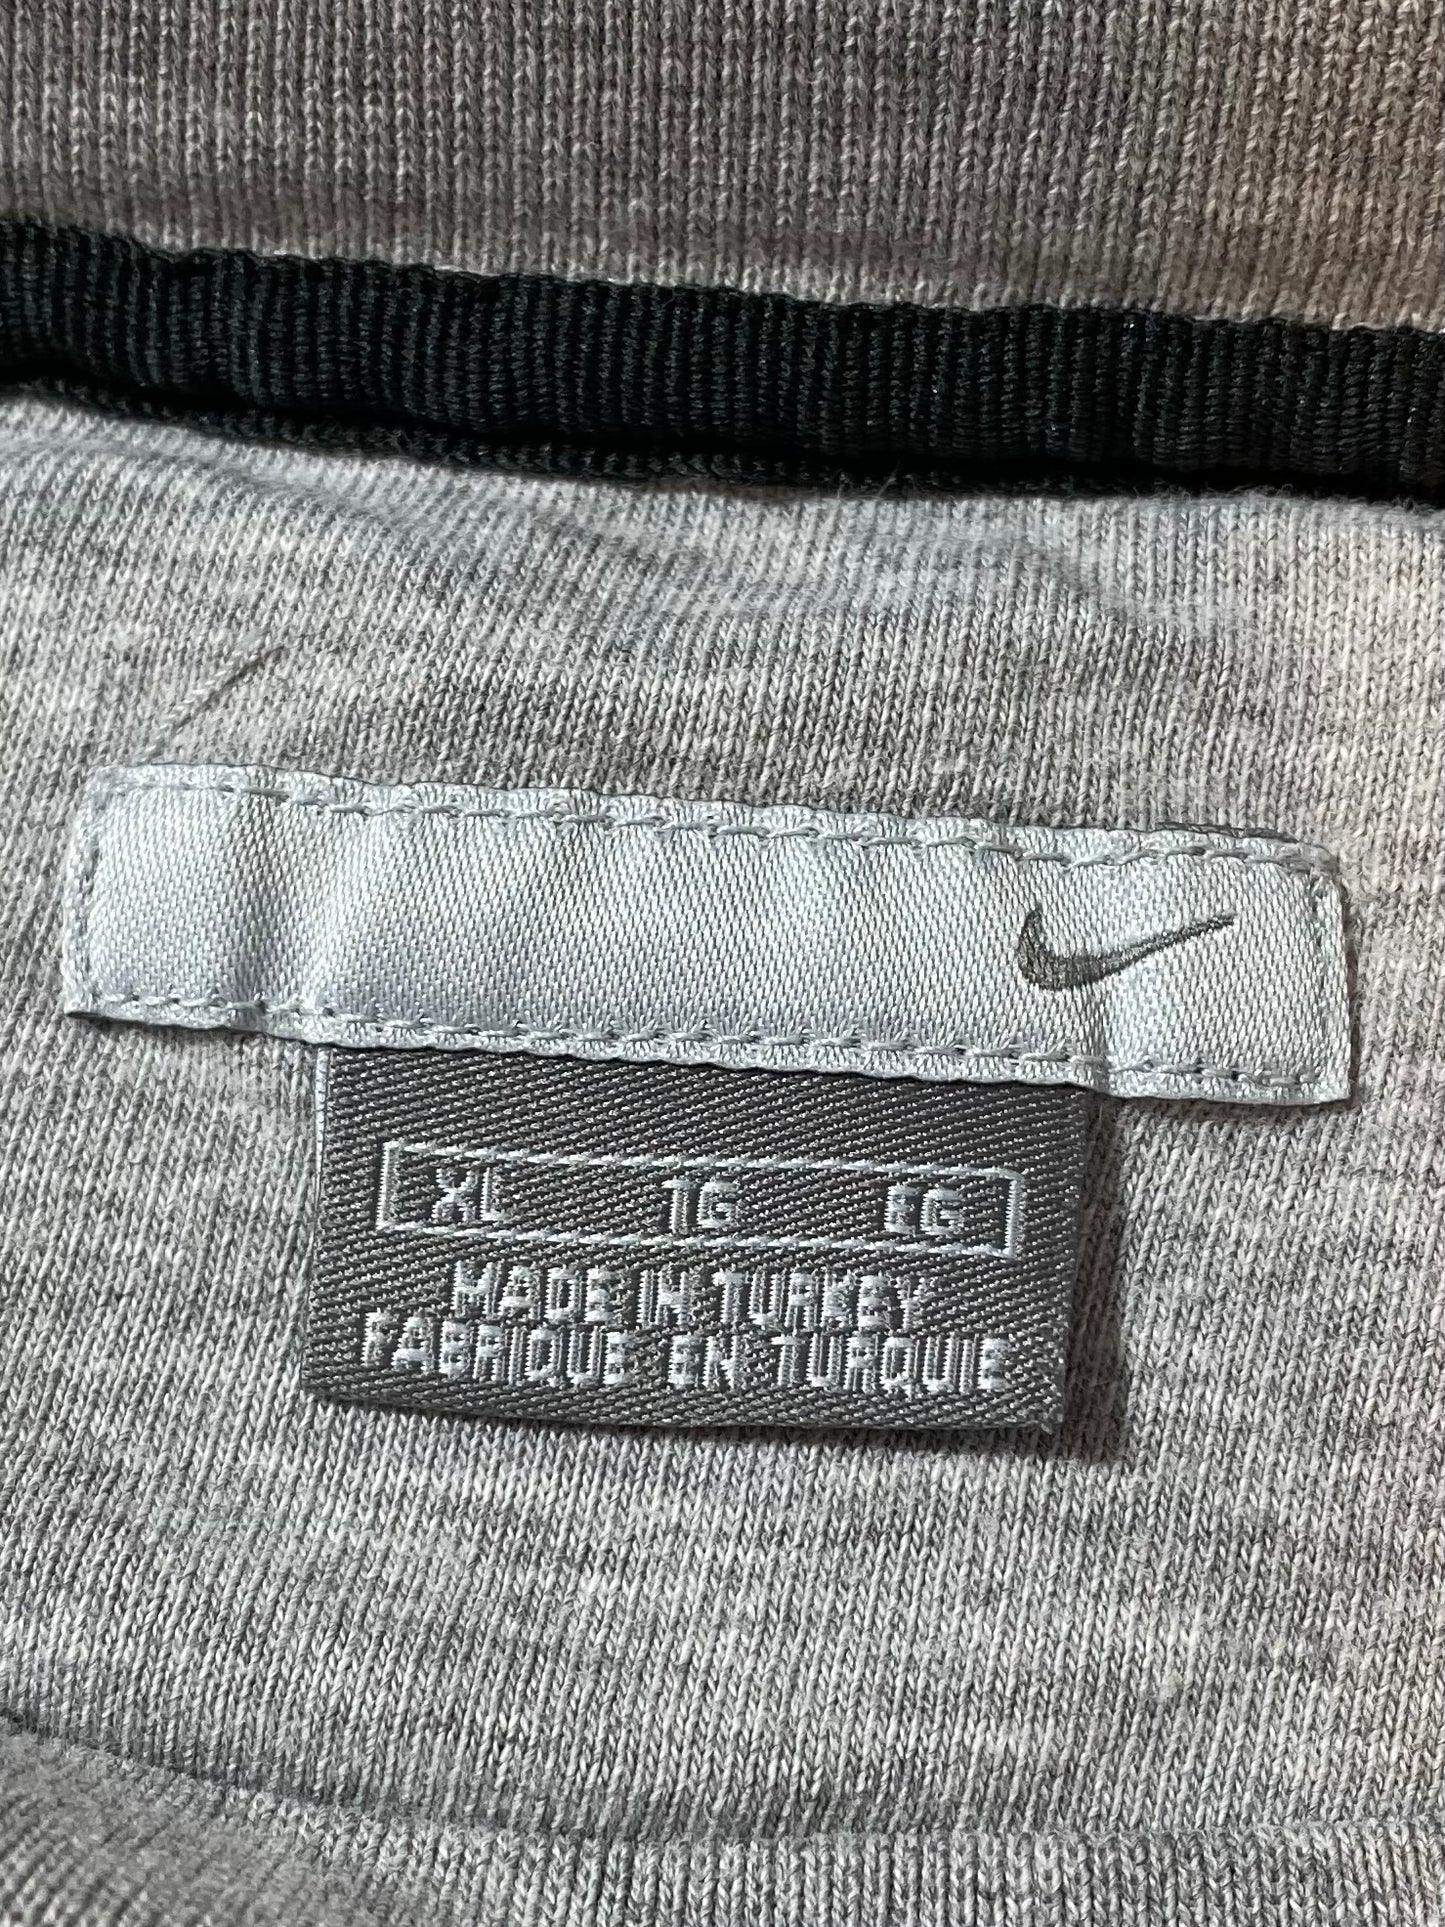 XL TG EG
MADE IN TURKEY
FABRIQUE EN TURQUIE